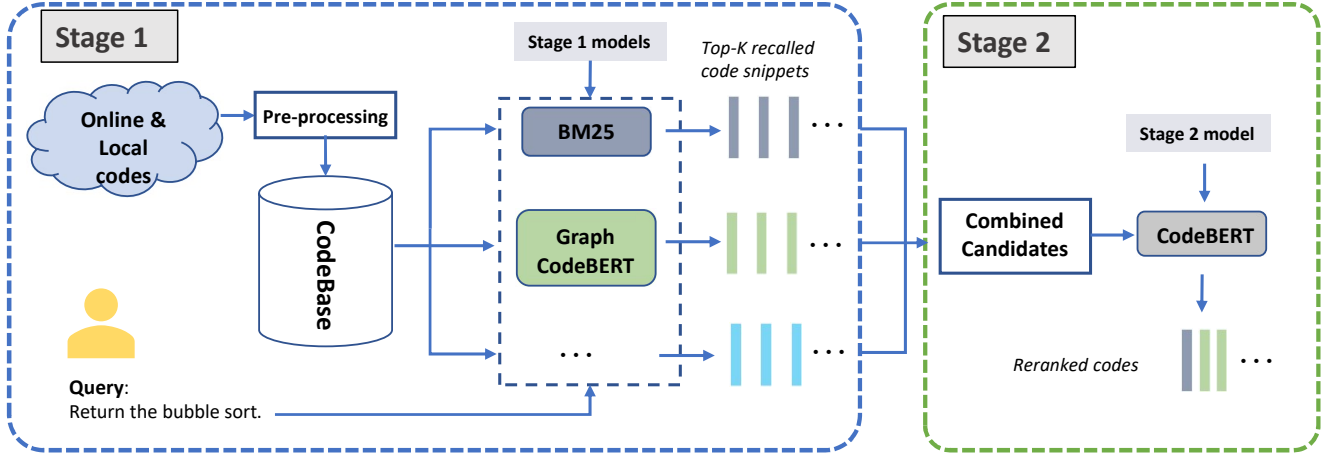 Stage 1
Online &
Local
codes
Pre-processing
CodeBase
Query:
Return the bubble sort.
Stage 1 models
BM25
Graph
CodeBERT
...
Top-K recalled
code snippets
...
...
...
Stage 2
Combined
Candidates
Stage 2 model
CodeBERT
Reranked codes
...